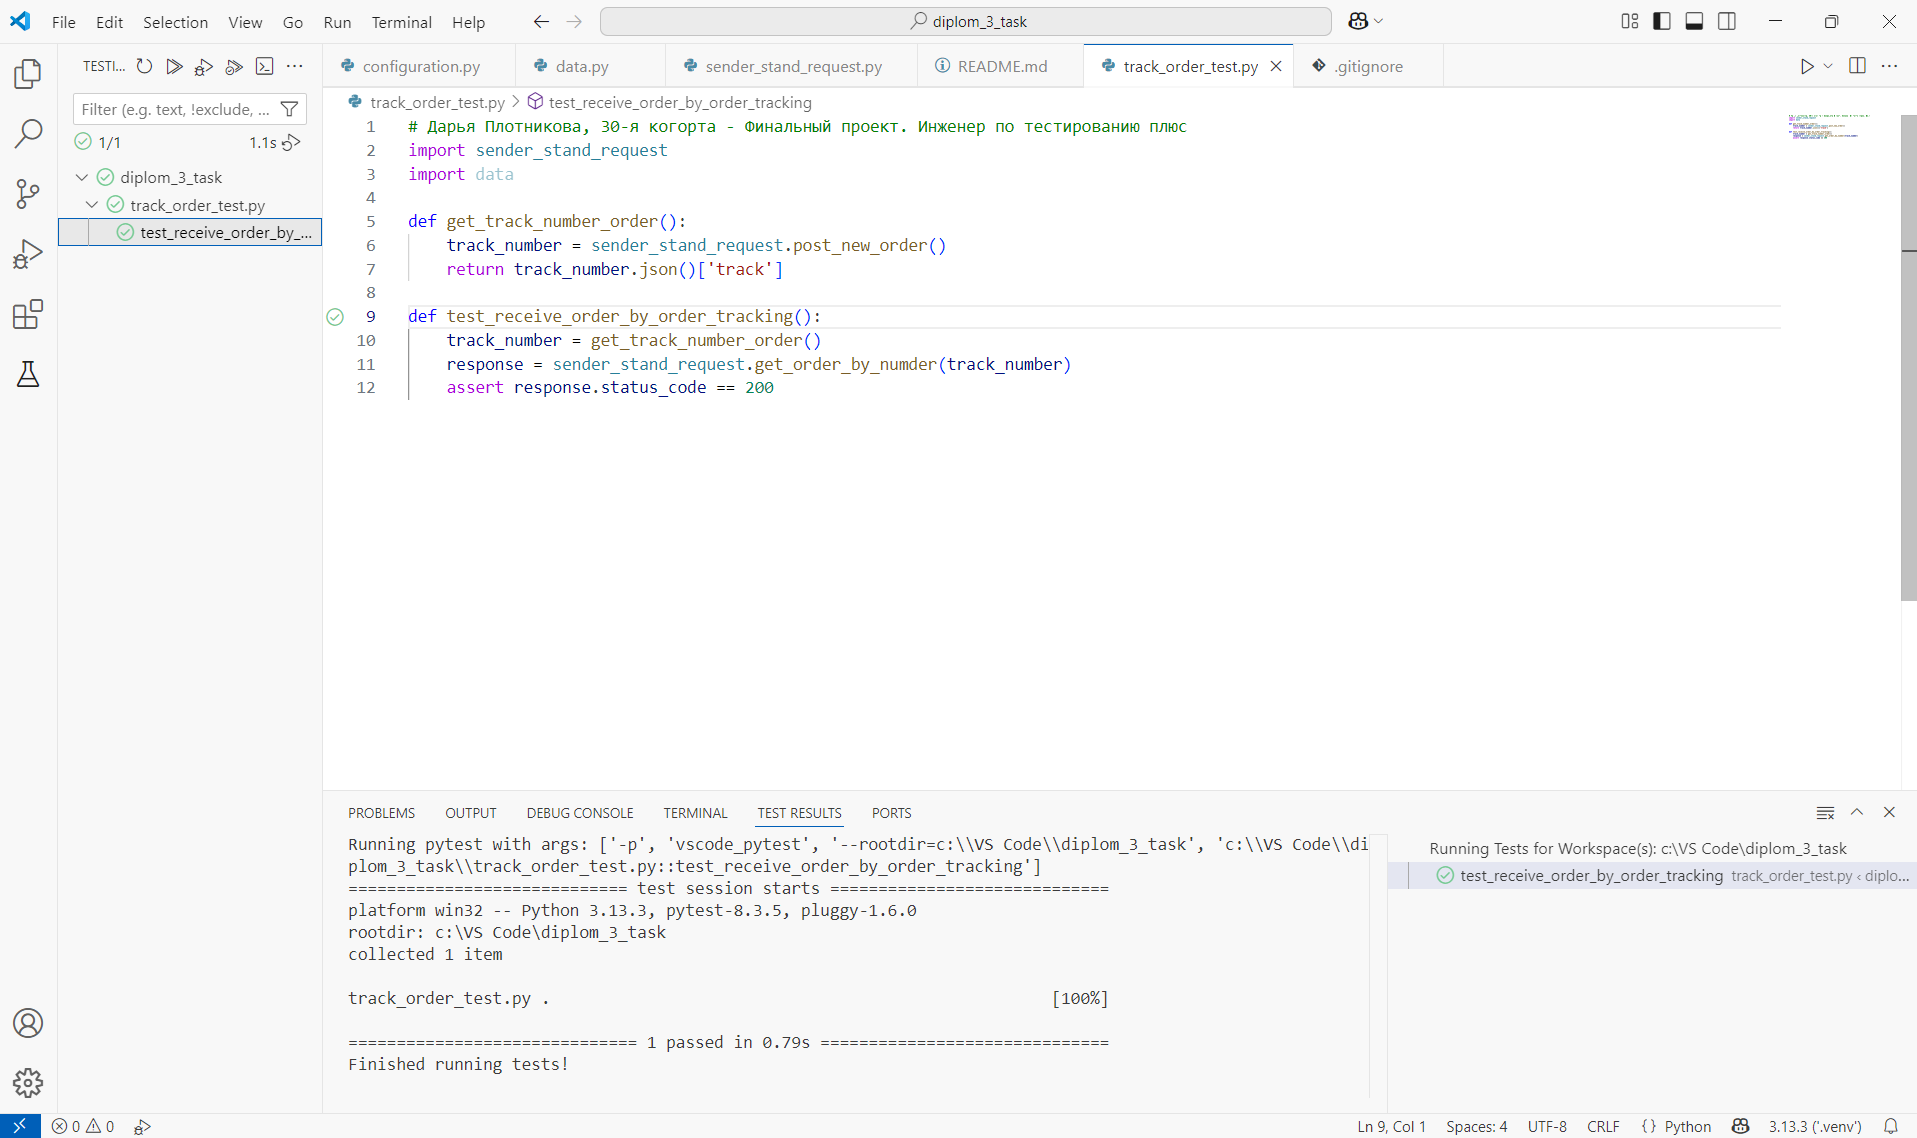 File Edit Selection View Go Run Terminal Help
diplom_3_task
TESTI...
configuration.py
data.py
sender_stand_request.py
README.md
track_order_test.py
.gitignore
Filter (e.g. text, !exclude, ...
1/1
1.1s
diplom_3_task
track_order_test.py
test_receive_order_by_...
track_order_test.py > test_receive_order_by_order_tracking
1 # Дарья Плотникова, 30-я когорта - Финальный проект. Инженер по тестированию плюс
2 import sender_stand_request
3 import data
4
5 def get_track_number_order():
6 track_number = sender_stand_request.post_new_order()
7 return track_number.json()['track']
8
9 def test_receive_order_by_order_tracking():
10 track_number = get_track_number_order()
11 response = sender_stand_request.get_order_by_numder(track_number)
12 assert response.status_code == 200
PROBLEMS OUTPUT DEBUG CONSOLE TERMINAL TEST RESULTS PORTS
Running pytest with args: ['-p', 'vscode_pytest', '--rootdir=c:\\VS Code\\diplom_3_task', 'c:\\VS Code\\di
plom_3_task\\track_order_test.py::test_receive_order_by_order_tracking']
============================= test session starts =============================
platform win32 -- Python 3.13.3, pytest-8.3.5, pluggy-1.6.0
rootdir: c:\VS Code\diplom_3_task
collected 1 item
track_order_test.py . [100%]
============================== 1 passed in 0.79s ==============================
Finished running tests!
Running Tests for Workspace(s): c:\VS Code\diplom_3_task
test_receive_order_by_order_tracking track_order_test.py ‹ diplo...
0 0
Ln 9, Col 1 Spaces: 4 UTF-8 CRLF {} Python 3.13.3 ('.venv')